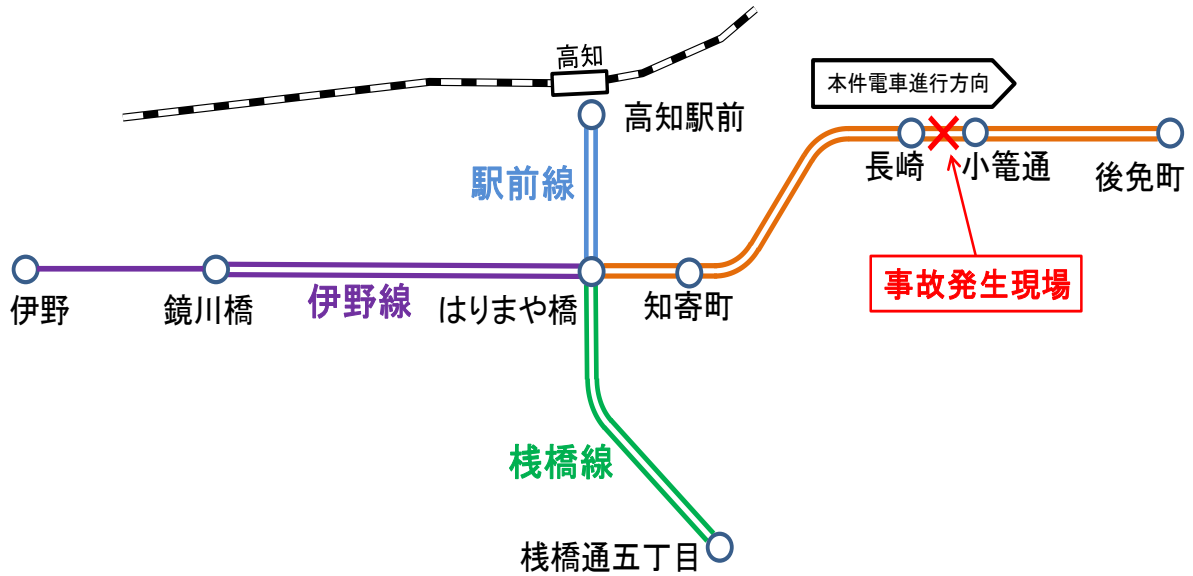 高知
高知駅前
本件電車進行方向
長崎
小篭通
後免町
駅前線
事故発生現場
伊野
鏡川橋
伊野線
はりまや橋
知寄町
桟橋線
桟橋通五丁目